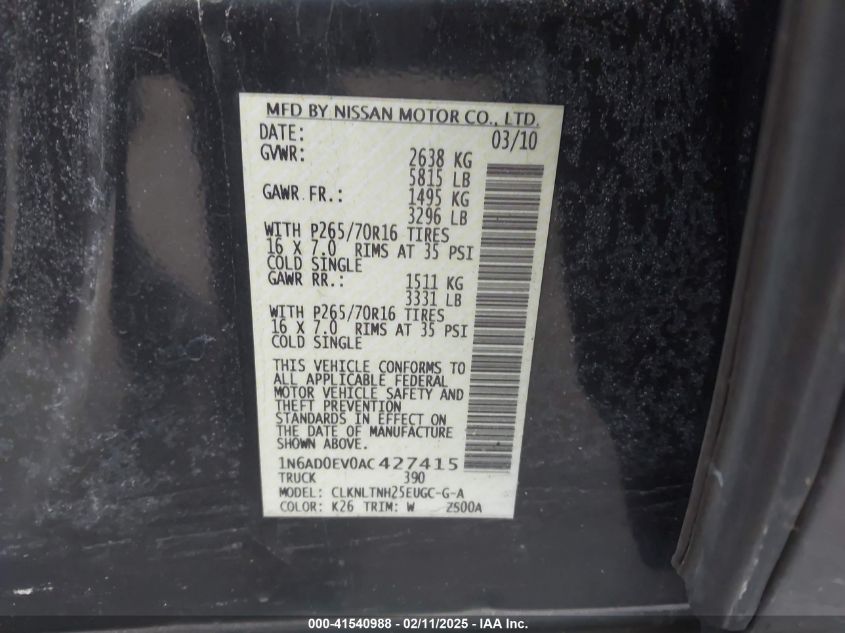 MFD BY NISSAN MOTOR CO., LTD.
DATE: 03/10
GVWR: 2638 KG
5815 LB
GAWR FR.: 1495 KG
3296 LB
WITH P265/70R16 TIRES
16 X 7.0 RIMS AT 35 PSI
COLD SINGLE
GAWR RR.: 1511 KG
3331 LB
WITH P265/70R16 TIRES
16 X 7.0 RIMS AT 35 PSI
COLD SINGLE
THIS VEHICLE CONFORMS TO
ALL APPLICABLE FEDERAL
MOTOR VEHICLE SAFETY AND
THEFT PREVENTION
STANDARDS IN EFFECT ON
THE DATE OF MANUFACTURE
SHOWN ABOVE.
1N6AD0EV0AC427415
TRUCK 390
MODEL: CLKNLTNH25EUGC-G-A
COLOR: K26 TRIM: W ZS00A
000-41540988 - 02/11/2025 - IAA Inc.